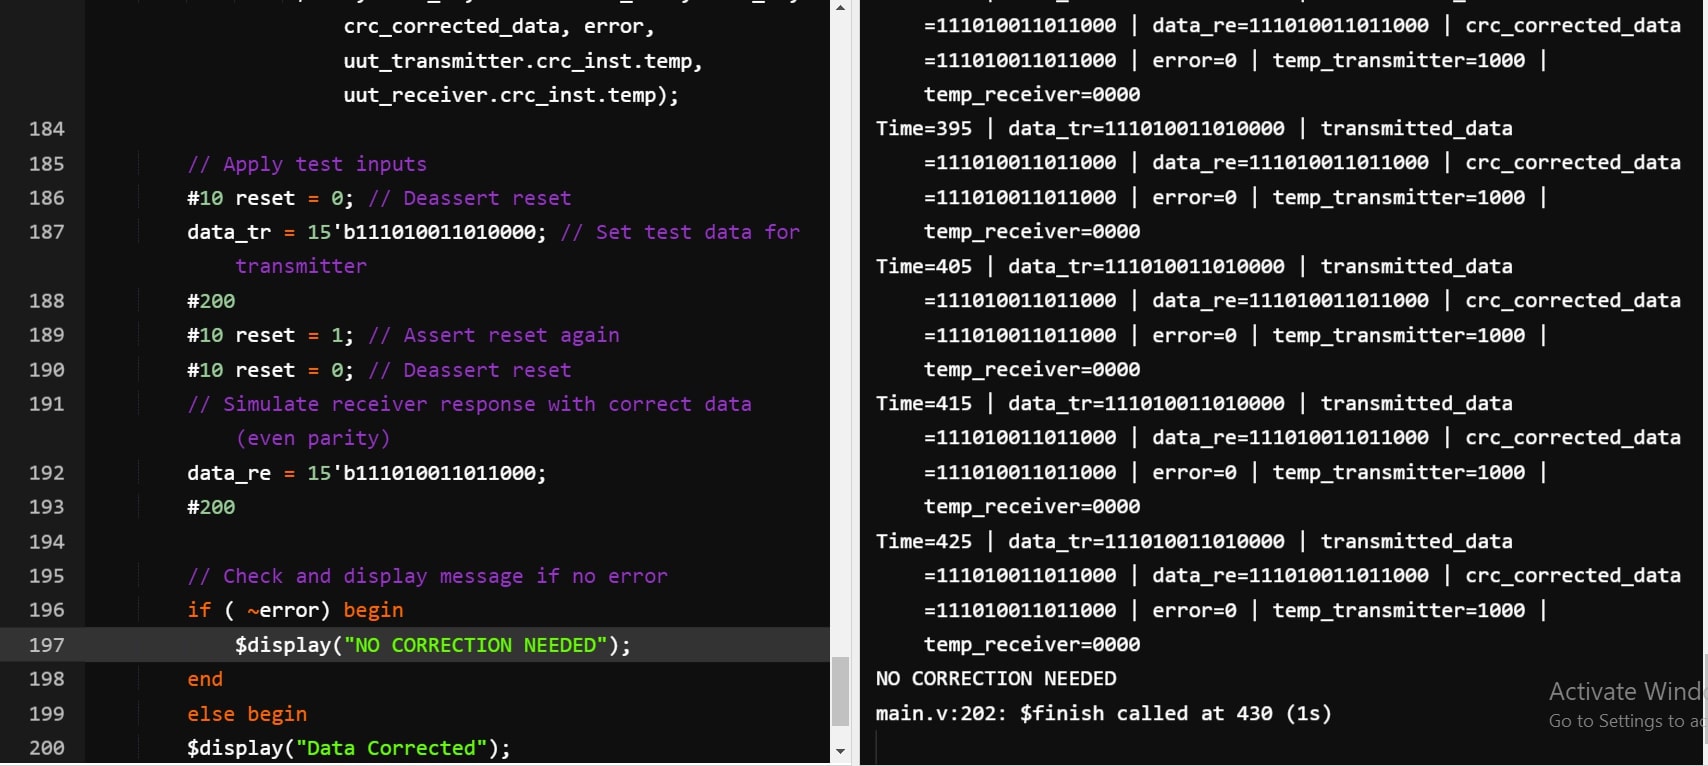 crc_corrected_data, error,
uut_transmitter.crc_inst.temp,
uut_receiver.crc_inst.temp);
184
185 // Apply test inputs
186 #10 reset = 0; // Deassert reset
187 data_tr = 15'b111010011010000; // Set test data for
transmitter
188 #200
189 #10 reset = 1; // Assert reset again
190 #10 reset = 0; // Deassert reset
191 // Simulate receiver response with correct data
(even parity)
192 data_re = 15'b111010011011000;
193 #200
194
195 // Check and display message if no error
196 if ( ~error) begin
197 $display("NO CORRECTION NEEDED");
198 end
199 else begin
200 $display("Data Corrected");
=111010011011000 | data_re=111010011011000 | crc_corrected_data
=111010011011000 | error=0 | temp_transmitter=1000 |
temp_receiver=0000
Time=395 | data_tr=111010011010000 | transmitted_data
=111010011011000 | data_re=111010011011000 | crc_corrected_data
=111010011011000 | error=0 | temp_transmitter=1000 |
temp_receiver=0000
Time=405 | data_tr=111010011010000 | transmitted_data
=111010011011000 | data_re=111010011011000 | crc_corrected_data
=111010011011000 | error=0 | temp_transmitter=1000 |
temp_receiver=0000
Time=415 | data_tr=111010011010000 | transmitted_data
=111010011011000 | data_re=111010011011000 | crc_corrected_data
=111010011011000 | error=0 | temp_transmitter=1000 |
temp_receiver=0000
Time=425 | data_tr=111010011010000 | transmitted_data
=111010011011000 | data_re=111010011011000 | crc_corrected_data
=111010011011000 | error=0 | temp_transmitter=1000 |
temp_receiver=0000
NO CORRECTION NEEDED
main.v:202: $finish called at 430 (1s)
Activate Wind
Go to Settings to a